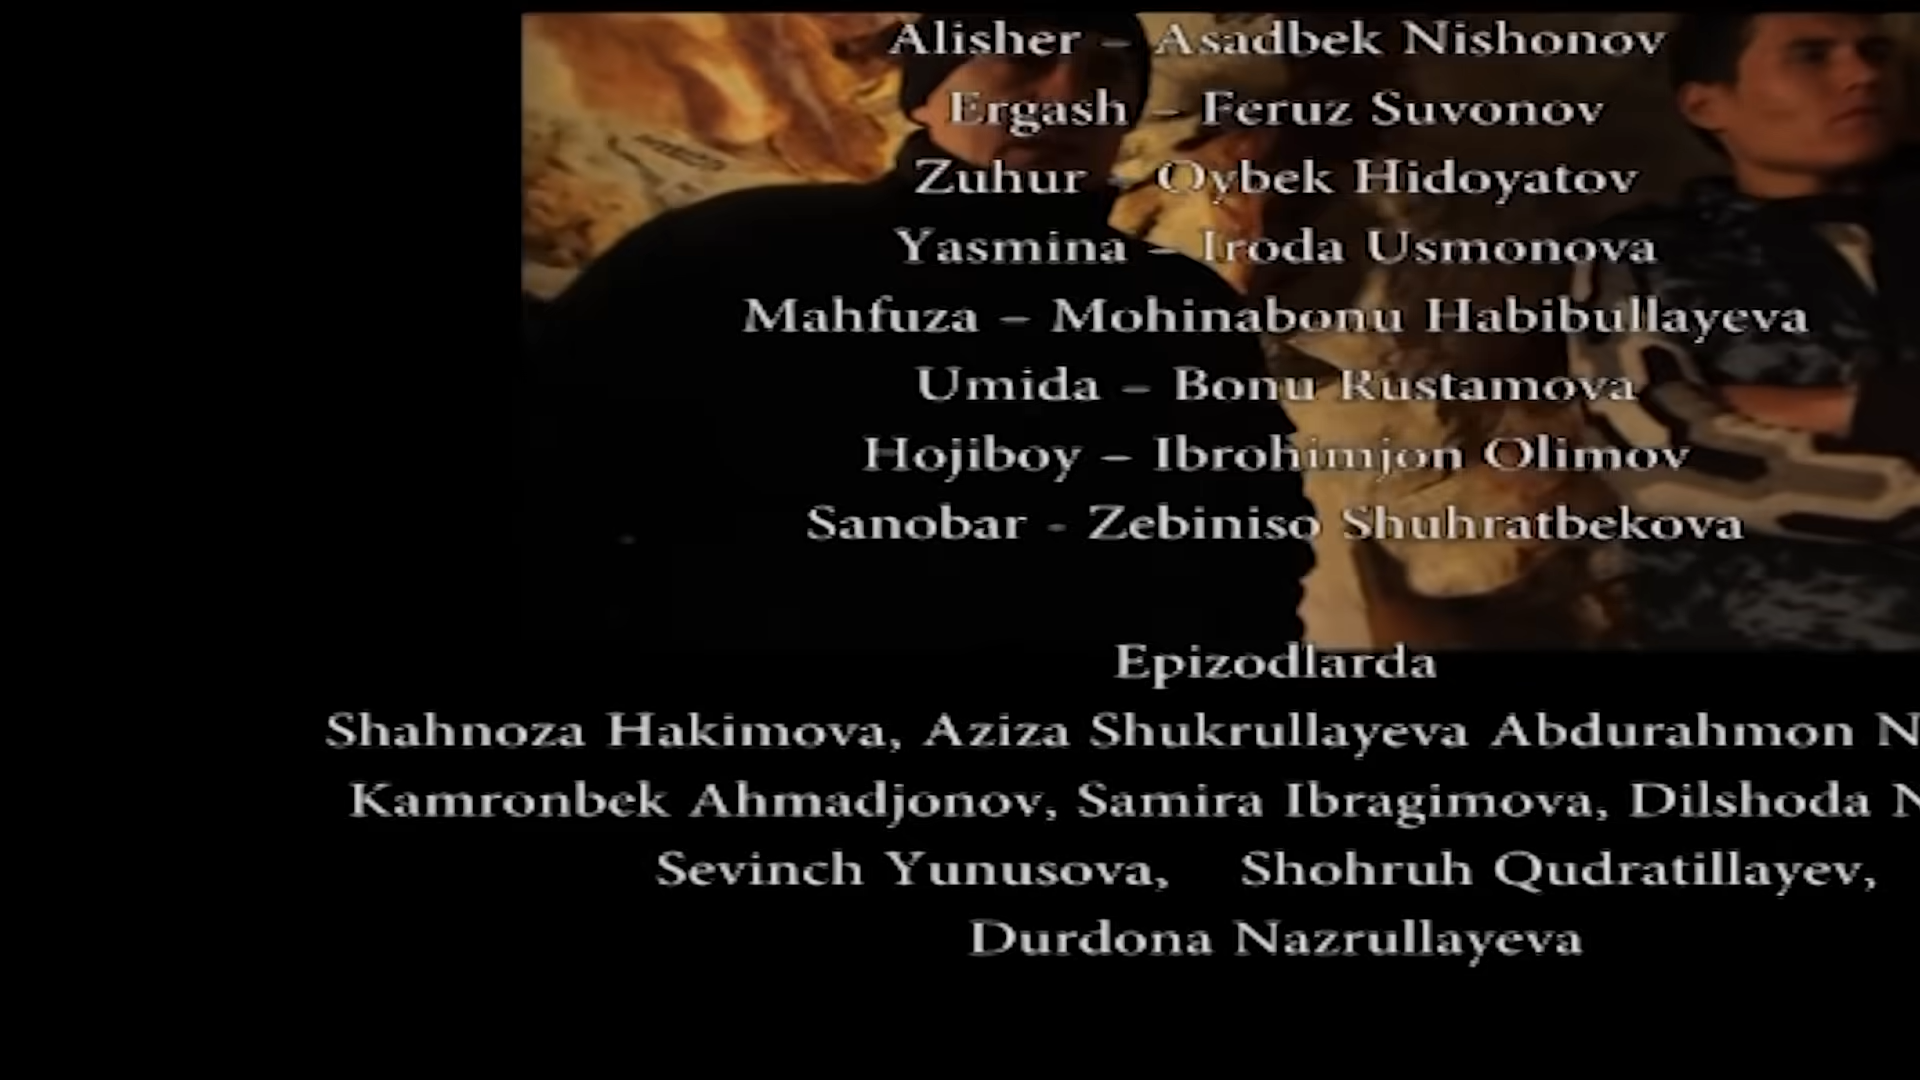 Alisher – Asadbek Nishonov
Ergash – Feruz Suvonov
Zuhur – Oybek Hidoyatov
Yasmina – Iroda Usmonova
Mahfuza – Mohinabonu Habibullayeva
Umida – Bonu Rustamova
Hojiboy – Ibrohimjon Olimov
Sanobar - Zebiniso Shuhratbekova
Epizodlarda
Shahnoza Hakimova, Aziza Shukrullayeva Abdurahmon
Kamronbek Ahmadjonov, Samira Ibragimova, Dilshoda
Sevinch Yunusova, Shohruh Qudratillayev,
Durdona Nazrullayeva